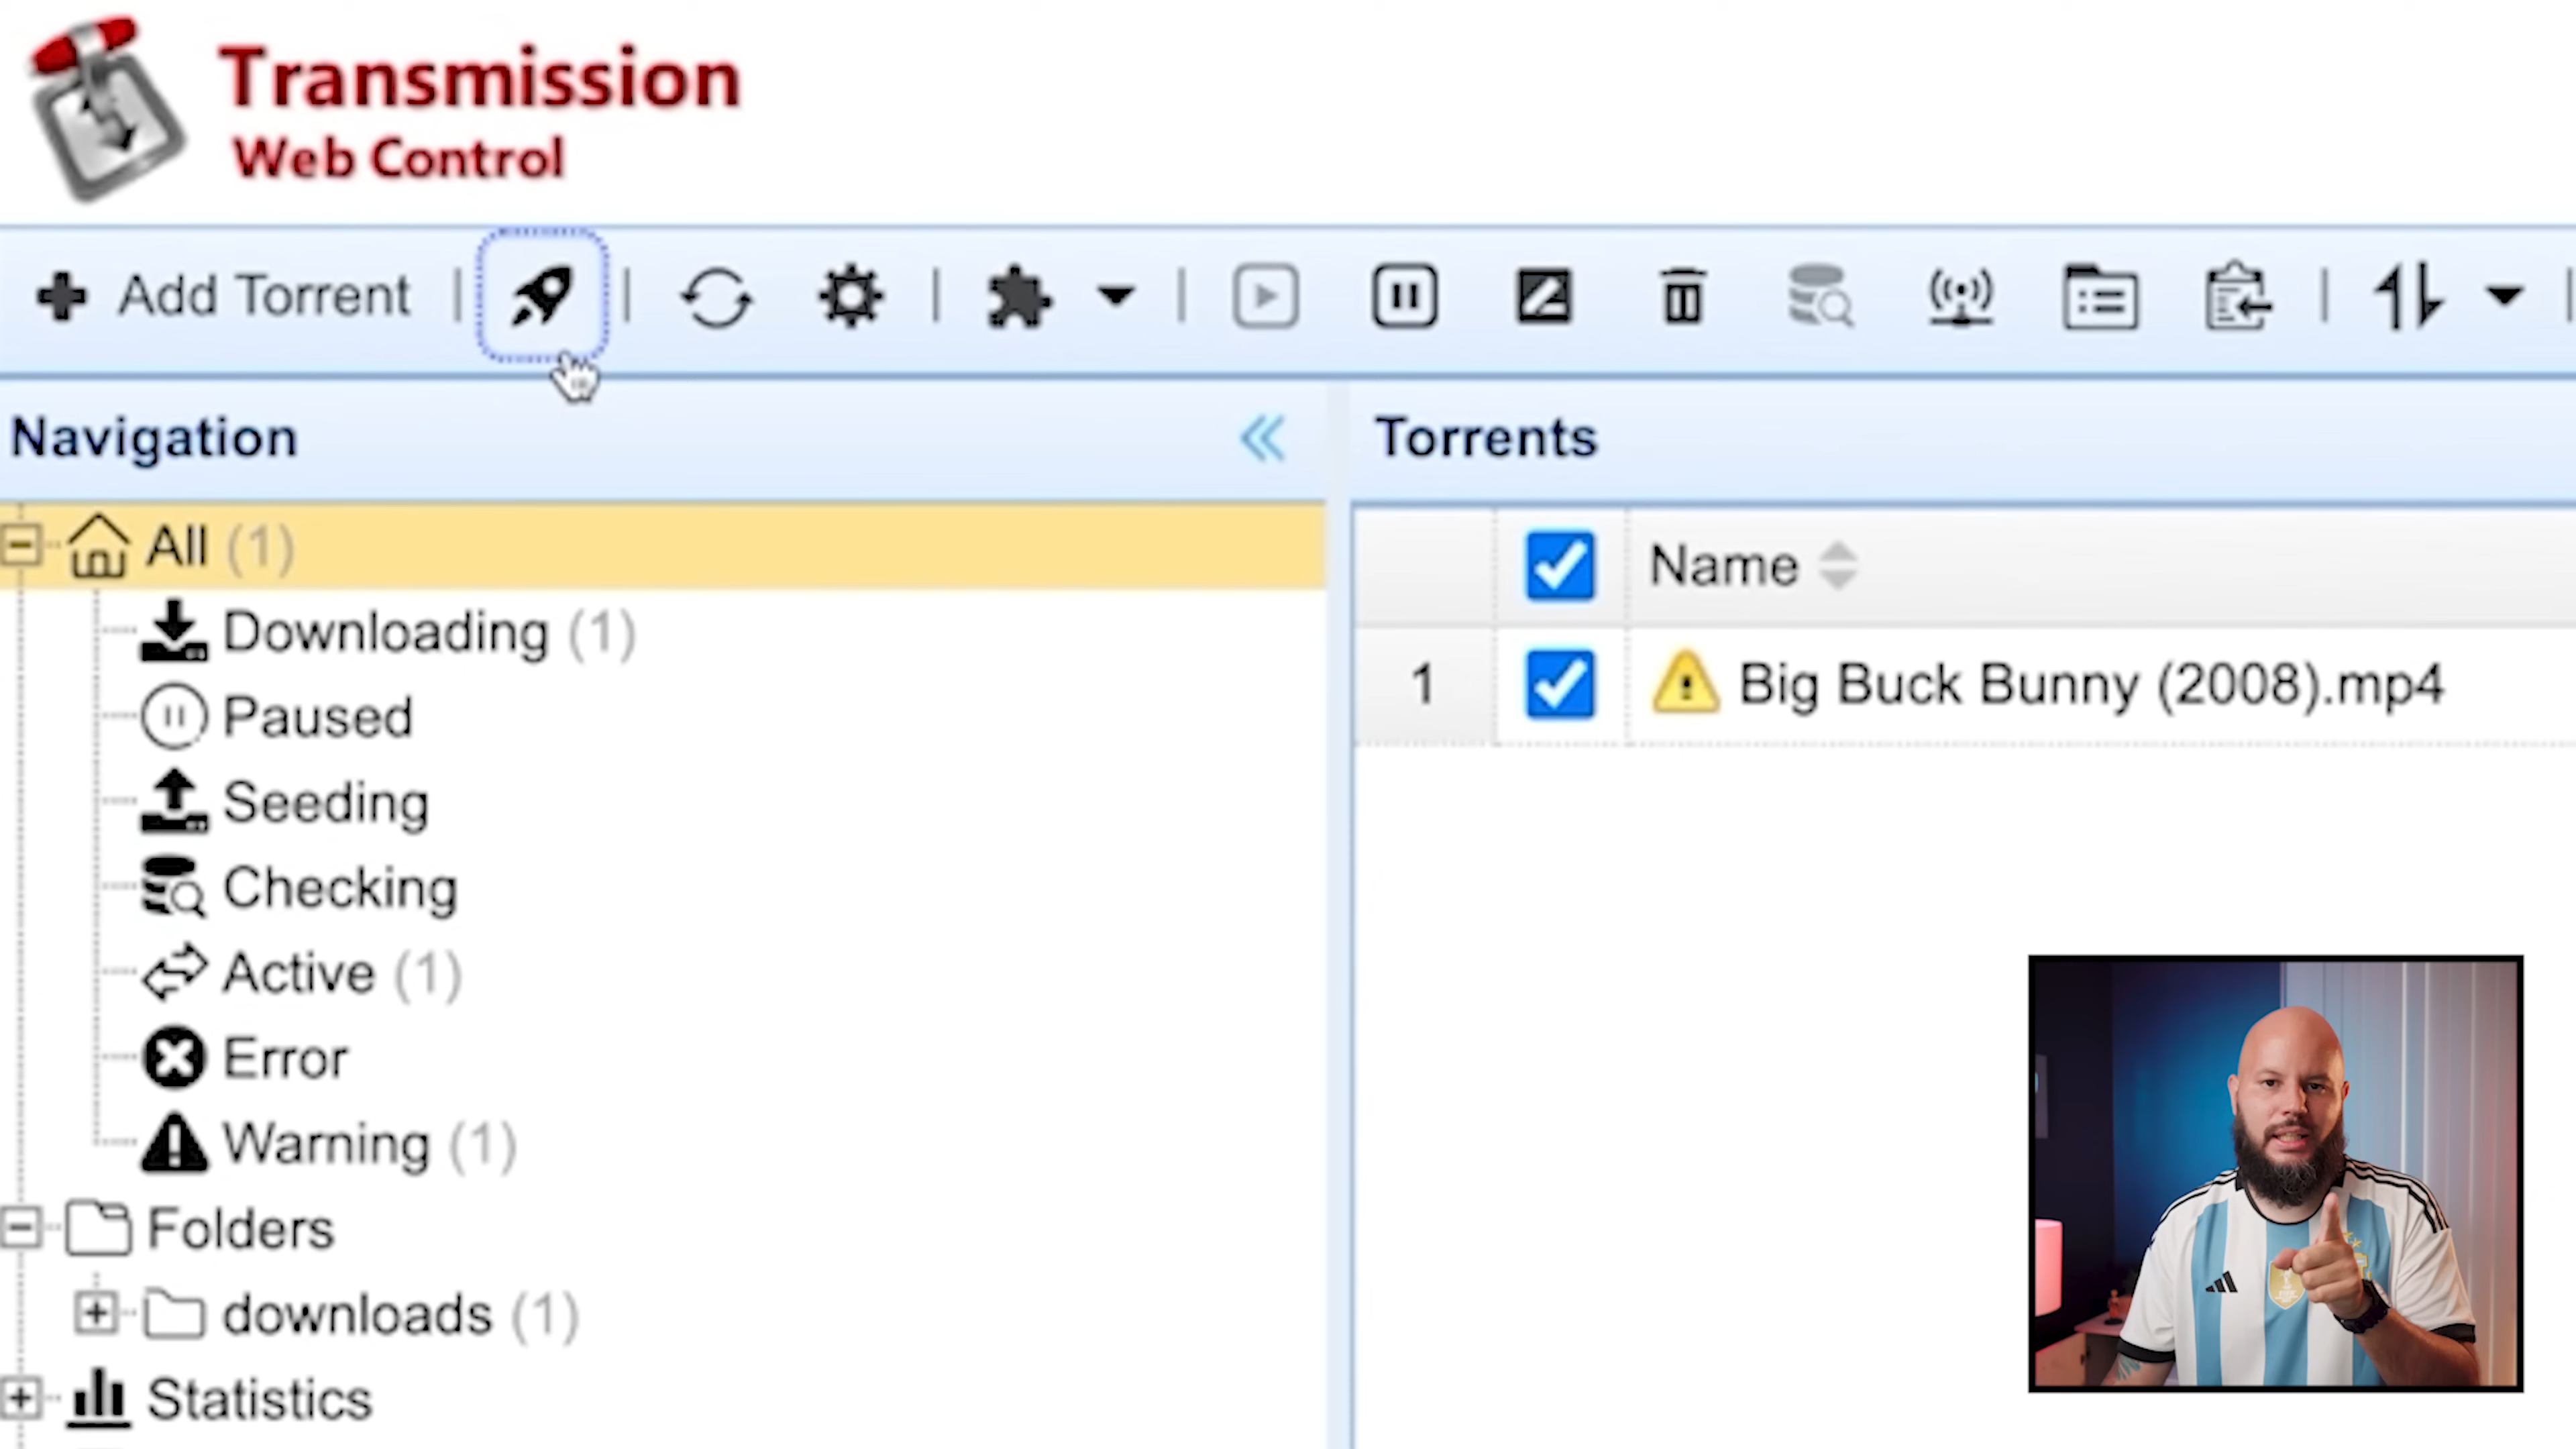 Transmission
Web Control
Add Torrent
Navigation
Torrents
All (1)
Name
Downloading (1)
1 Big Buck Bunny (2008).mp4
Paused
Seeding
Checking
Active (1)
Error
Warning (1)
Folders
downloads (1)
Statistics